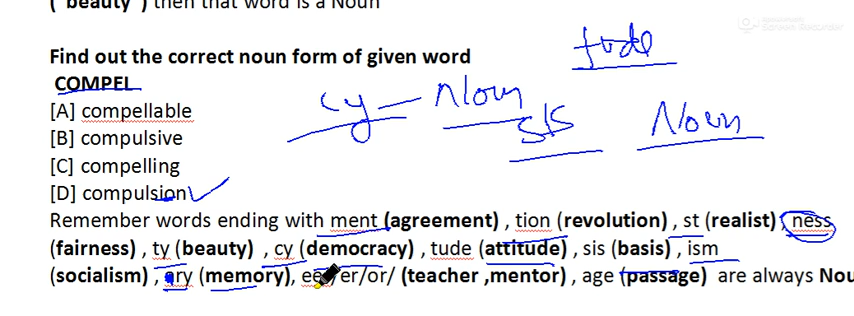 ("beauty") then that word is a Noun
Find out the correct noun form of given word
tude
COMPEL
cy – Noun
[A] compellable
sis Noun
[B] compulsive
[C] compelling
[D] compulsion ✓
Remember words ending with ment (agreement) , tion (revolution) , st (realist) , ness
(fairness) , ty (beauty) , cy (democracy) , tude (attitude) , sis (basis) , ism
(socialism) , ry (memory), ee/er/or/ (teacher ,mentor) , age (passage) are always Nou